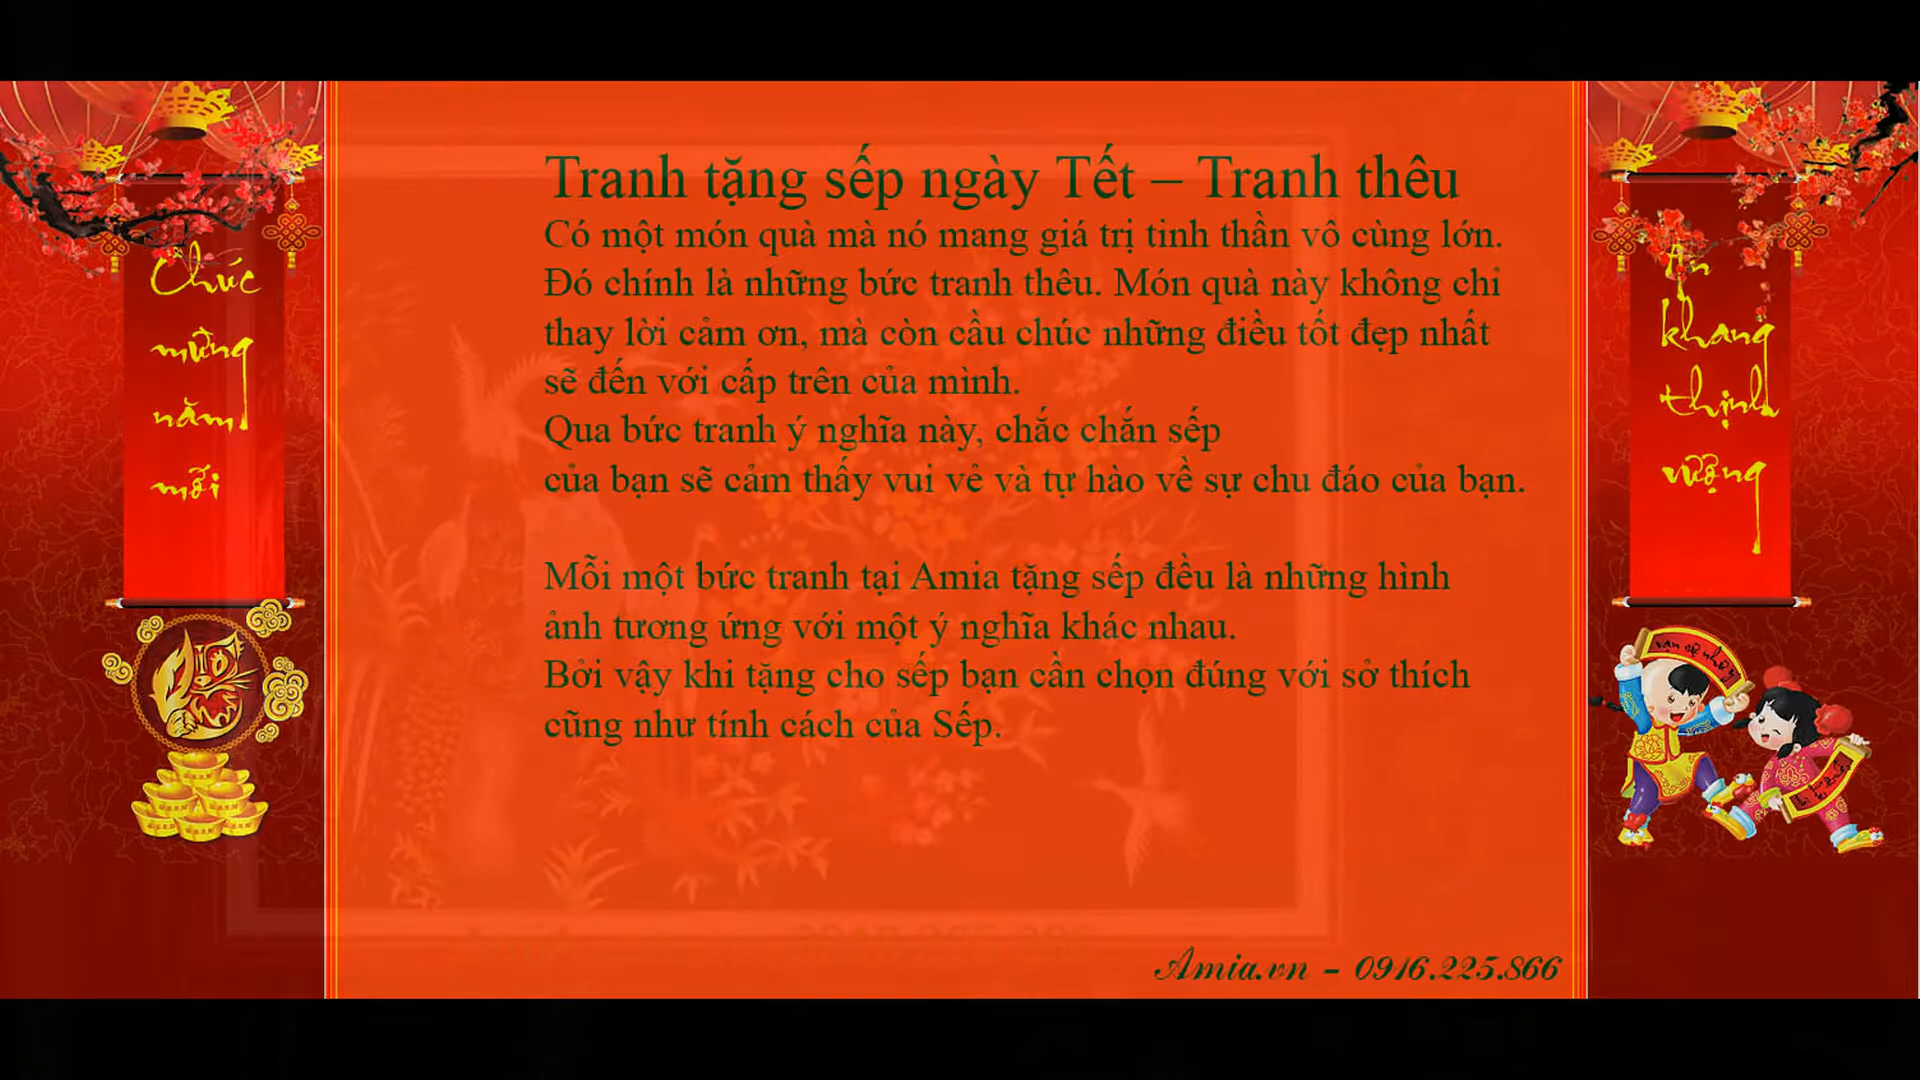 Tranh tặng sếp ngày Tết – Tranh thêu
Có một món quà mà nó mang giá trị tinh thần vô cùng lớn.
Đó chính là những bức tranh thêu. Món quà này không chỉ
thay lời cảm ơn, mà còn cầu chúc những điều tốt đẹp nhất
sẽ đến với cấp trên của mình.
Qua bức tranh ý nghĩa này, chắc chắn sếp
của bạn sẽ cảm thấy vui vẻ và tự hào về sự chu đáo của bạn.
Mỗi một bức tranh tại Amia tặng sếp đều là những hình
ảnh tương ứng với một ý nghĩa khác nhau.
Bởi vậy khi tặng cho sếp bạn cần chọn đúng với sở thích
cũng như tính cách của Sếp.
Amia.vn – 0916.225.866
Chúc
mừng
năm
mới
An
khang
thịnh
vượng
vạn sự như ý